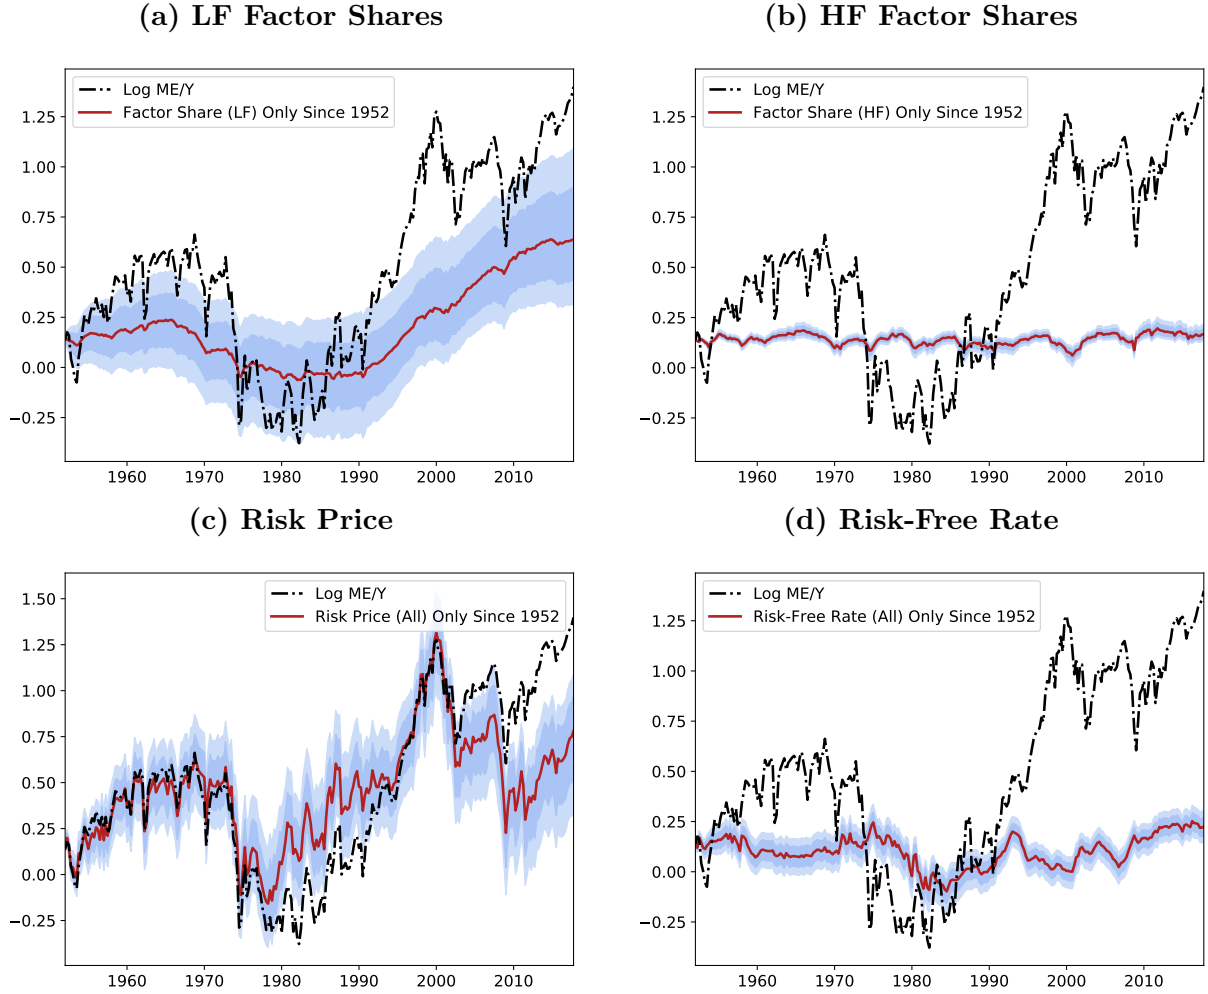 (a) LF Factor Shares
Log ME/Y
Factor Share (LF) Only Since 1952
1.25
1.00
0.75
0.50
0.25
0.00
−0.25
1960 1970 1980 1990 2000 2010
(b) HF Factor Shares
Log ME/Y
Factor Share (HF) Only Since 1952
1.25
1.00
0.75
0.50
0.25
0.00
−0.25
1960 1970 1980 1990 2000 2010
(c) Risk Price
Log ME/Y
Risk Price (All) Only Since 1952
1.50
1.25
1.00
0.75
0.50
0.25
0.00
−0.25
1960 1970 1980 1990 2000 2010
(d) Risk-Free Rate
Log ME/Y
Risk-Free Rate (All) Only Since 1952
1.25
1.00
0.75
0.50
0.25
0.00
−0.25
1960 1970 1980 1990 2000 2010